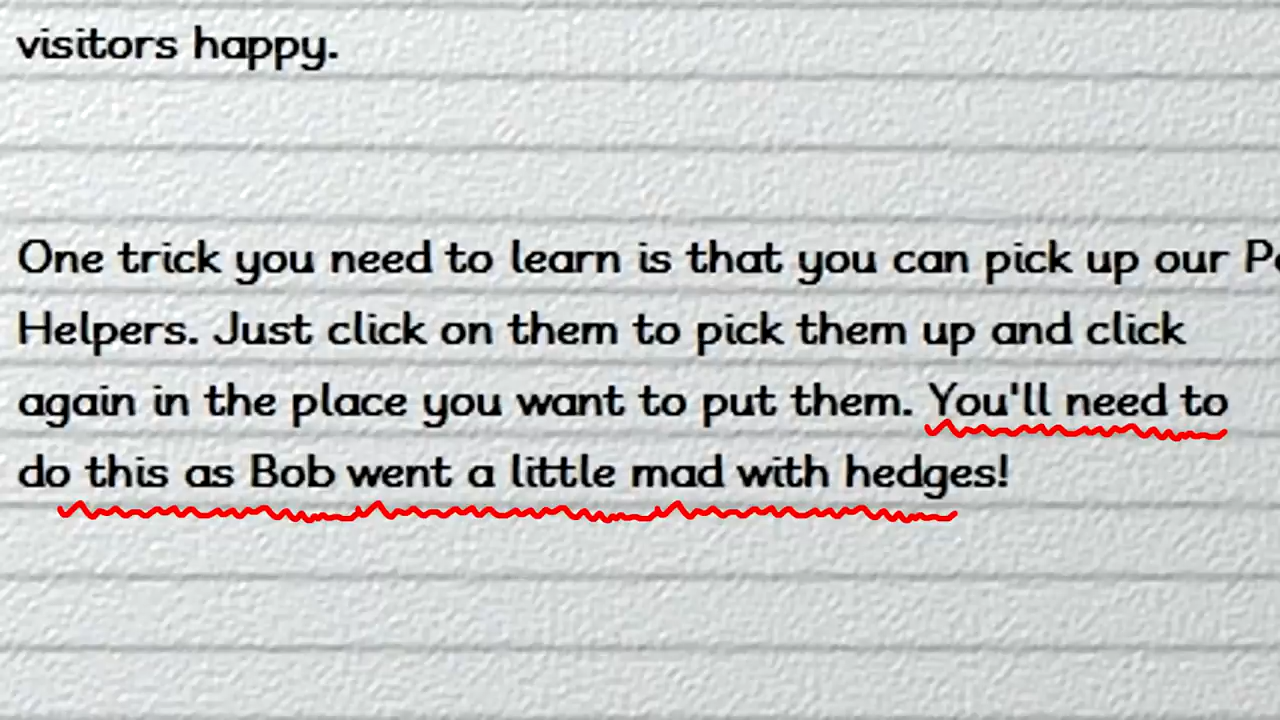 visitors happy.
One trick you need to learn is that you can pick up our
Helpers. Just click on them to pick them up and click
again in the place you want to put them. You'll need to
do this as Bob went a little mad with hedges!